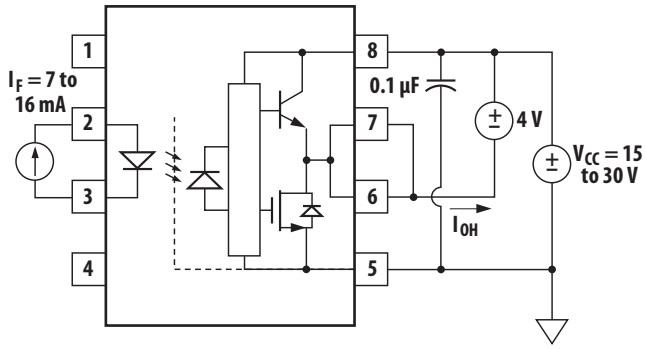 1
8
I_F = 7 to
16 mA
0.1 µF
2
7
4 V
V_CC = 15
to 30 V
3
6
I_OH
4
5